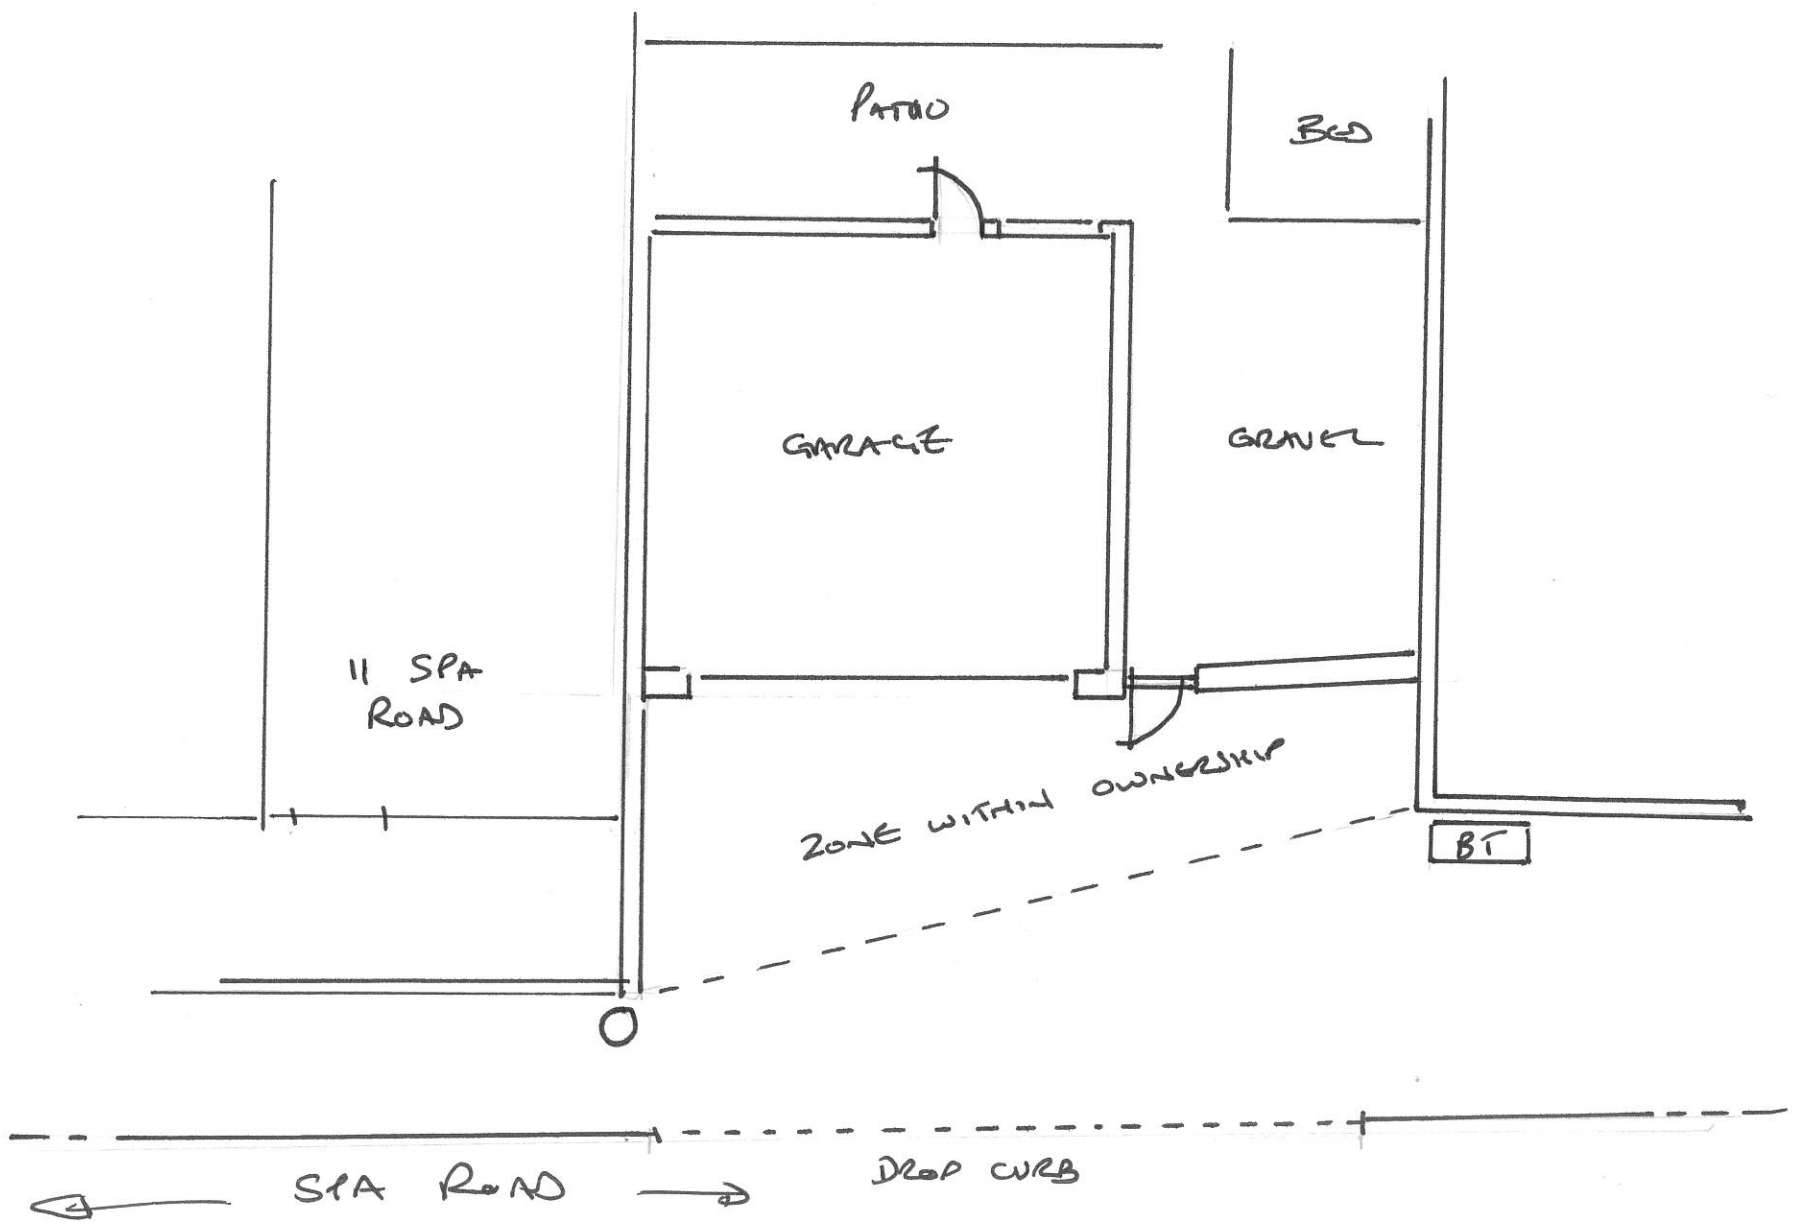 PATIO
BED
GARAGE
GRAVEL
11 SPA
ROAD
ZONE WITHIN OWNERSHIP
BT
DROP CURB
SPA ROAD